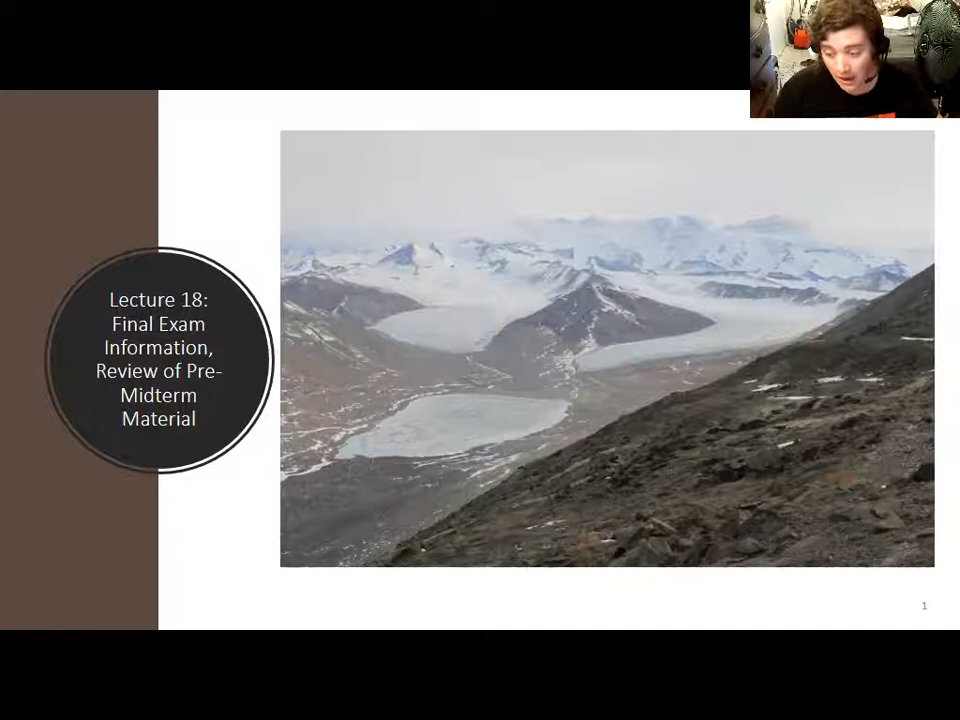 Lecture 18:
Final Exam
Information,
Review of Pre-
Midterm
Material
1